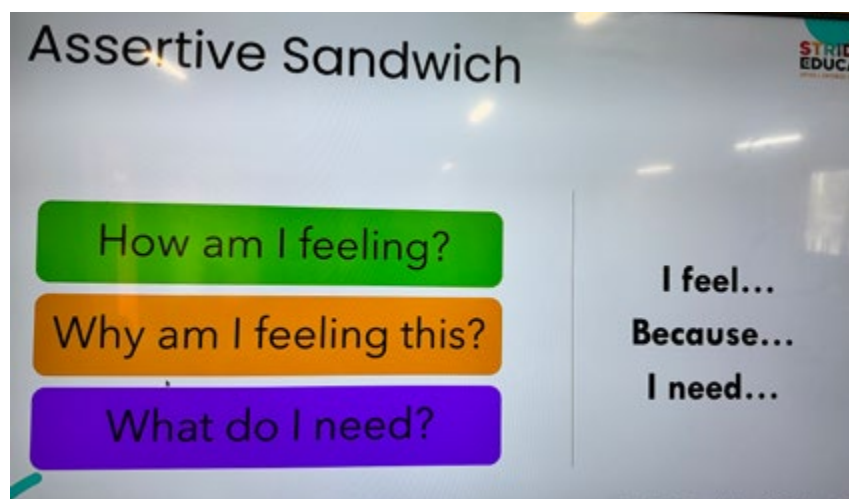 Assertive Sandwich
How am I feeling?
Why am I feeling this?
What do I need?
I feel...
Because...
I need...